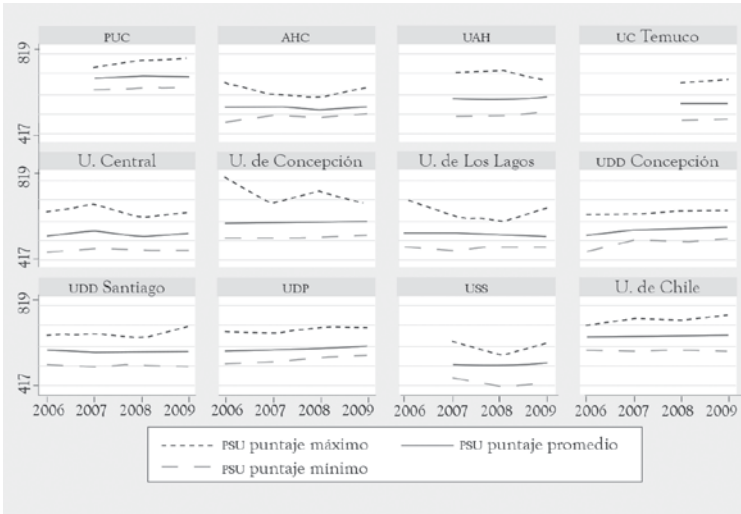 PUC AHC UAH UC Temuco
819
417
U. Central U. de Concepción U. de Los Lagos UDD Concepción
819
417
UDD Santiago UDP USS U. de Chile
819
417
2006 2007 2008 2009 2006 2007 2008 2009 2006 2007 2008 2009 2006 2007 2008 2009
PSU puntaje máximo PSU puntaje promedio
PSU puntaje mínimo